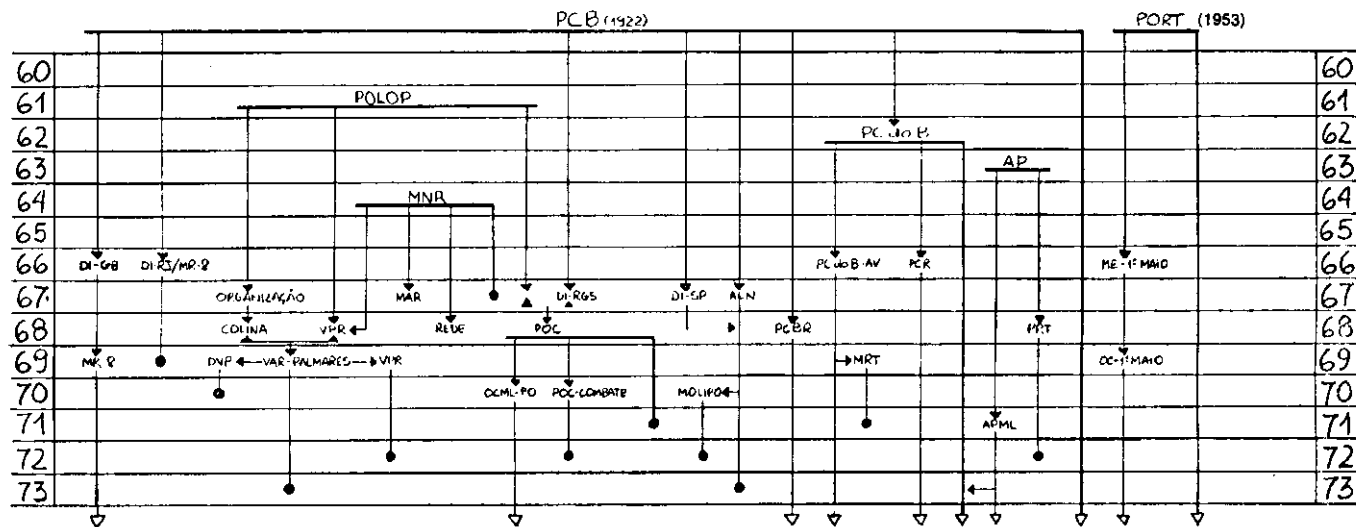 PCB (1922) PORT (1953)
60 60
61 POLOP 61
62 PC do B 62
63 AP 63
64 MNR 64
65 65
66 DI-GB DI-RJ/MR-8 PC do B-AV PCR ME-1º MAIO 66
67 ORGANIZAÇÃO MAR DI-RGS DI-SP ALN 67
68 COLINA VPR REDE POC PCBR PRT 68
69 MR-8 DVP VAR-PALMARES VPR MRT OC-1º MAIO 69
70 OCML-PO POC-COMBATE MOLIPO 70
71 APML 71
72 72
73 73